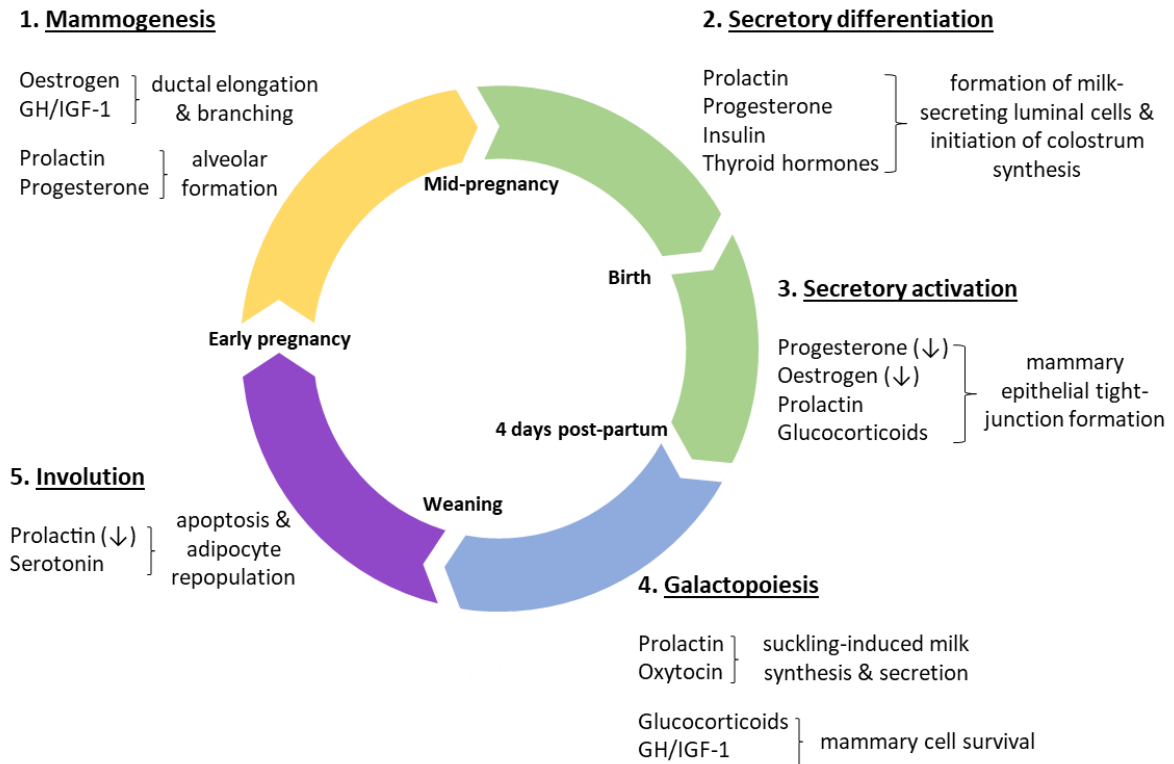 1. Mammogenesis
Oestrogen
GH/IGF-1
ductal elongation
& branching
Prolactin
Progesterone
alveolar
formation
2. Secretory differentiation
Prolactin
Progesterone
Insulin
Thyroid hormones
formation of milk-
secreting luminal cells &
initiation of colostrum
synthesis
Mid-pregnancy
Birth
Early pregnancy
4 days post-partum
Weaning
3. Secretory activation
Progesterone (↓)
Oestrogen (↓)
Prolactin
Glucocorticoids
mammary
epithelial tight-
junction formation
5. Involution
Prolactin (↓)
Serotonin
apoptosis &
adipocyte
repopulation
4. Galactopoiesis
Prolactin
Oxytocin
suckling-induced milk
synthesis & secretion
Glucocorticoids
GH/IGF-1
mammary cell survival